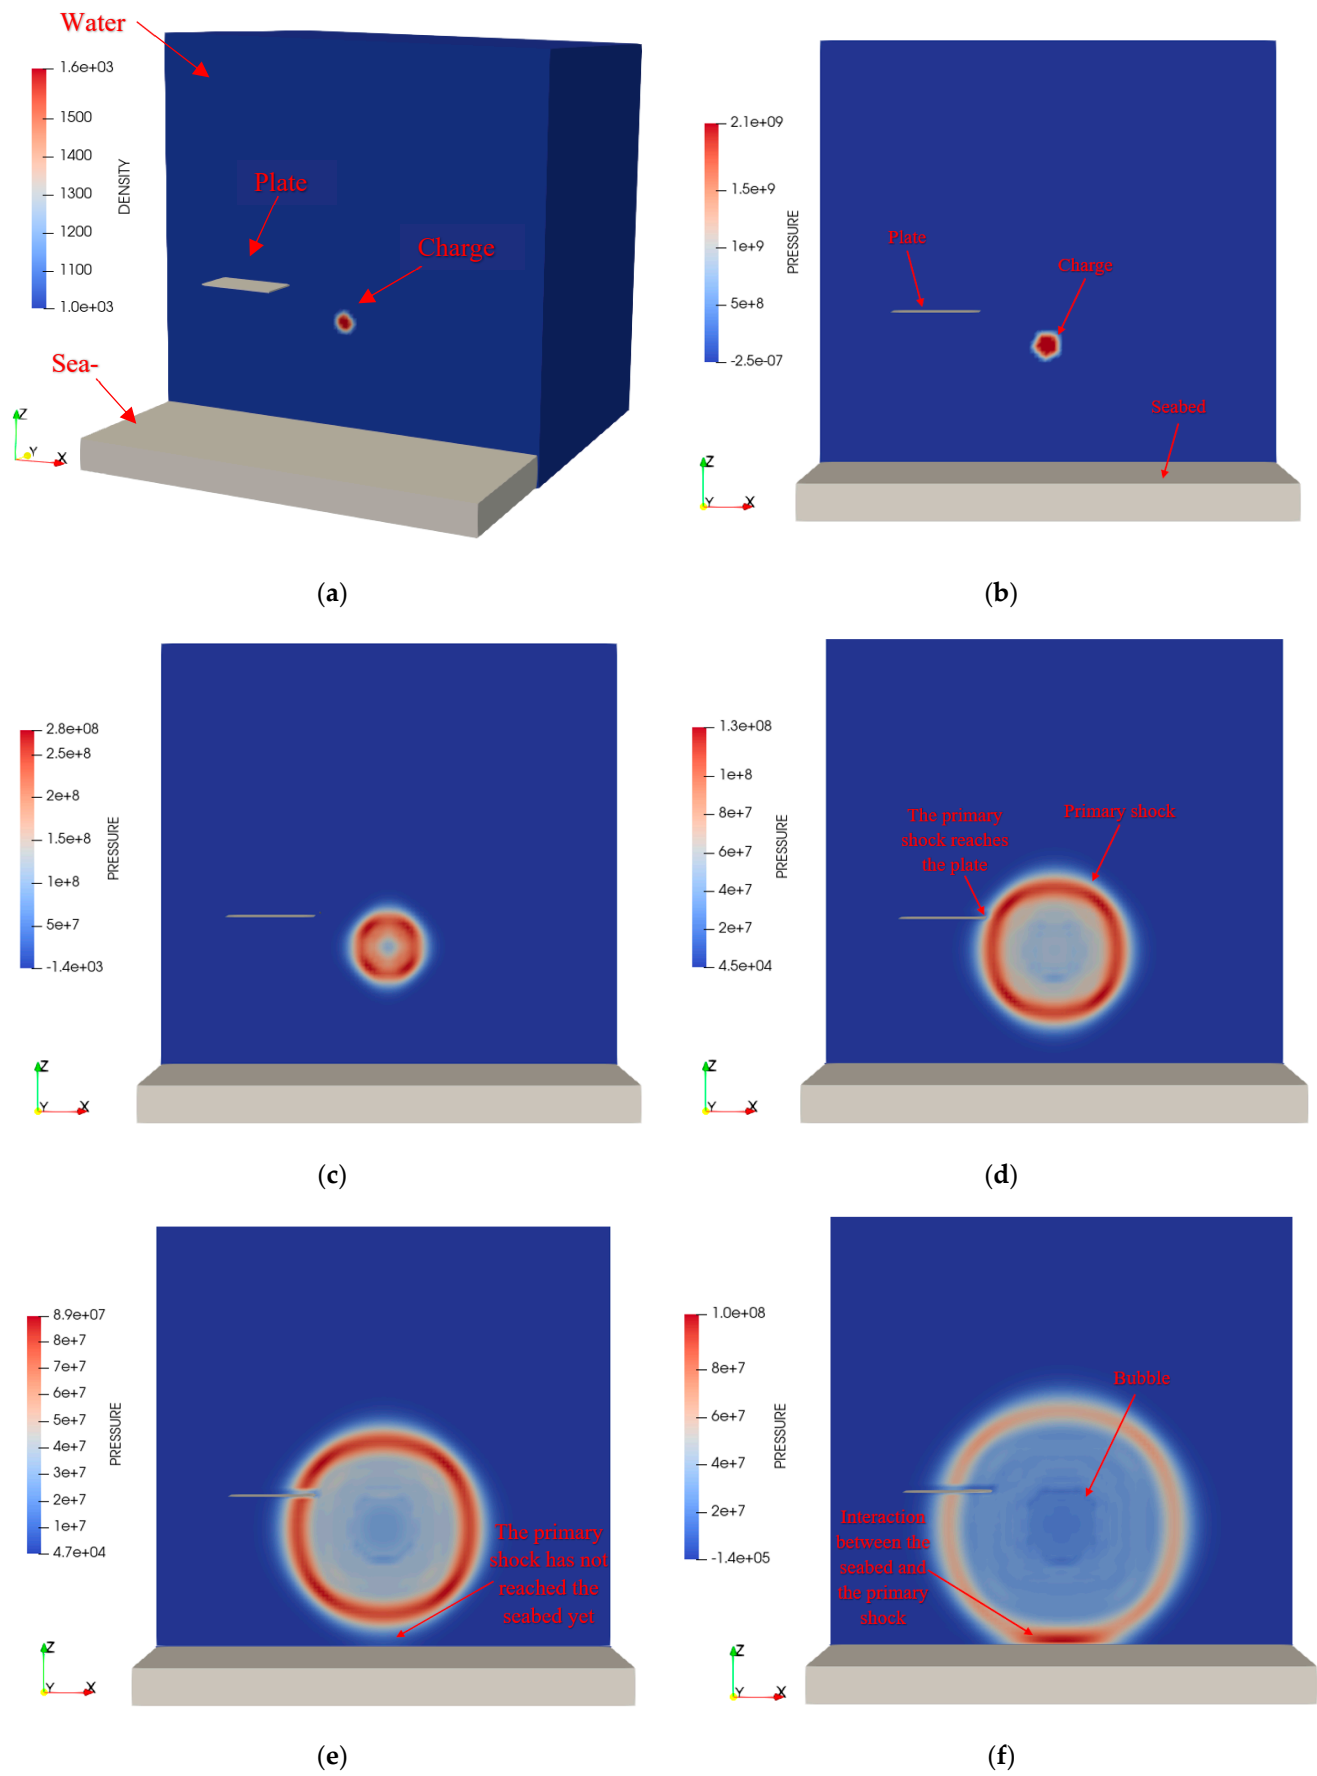 Water
1.6e+03
1500
1400
1300
1200
1100
1.0e+03
DENSITY
Plate
Charge
Sea-
Z
Y
X
(a)
2.1e+09
1.5e+9
1e+9
5e+8
-2.5e-07
PRESSURE
Plate
Charge
Seabed
Z
Y
X
(b)
2.8e+08
2.5e+8
2e+8
1.5e+8
1e+8
5e+7
-1.4e+03
PRESSURE
Z
Y
X
(c)
1.3e+08
1e+8
8e+7
6e+7
4e+7
2e+7
4.5e+04
PRESSURE
The primary
shock reaches
the plate
Primary shock
Z
Y
X
(d)
8.9e+07
8e+7
7e+7
6e+7
5e+7
4e+7
3e+7
2e+7
1e+7
4.7e+04
PRESSURE
The primary
shock has not
reached the
seabed yet
Z
Y
X
(e)
1.0e+08
8e+7
6e+7
4e+7
2e+7
-1.4e+05
PRESSURE
Bubble
Interaction
between the
seabed and
the primary
shock
Z
Y
X
(f)